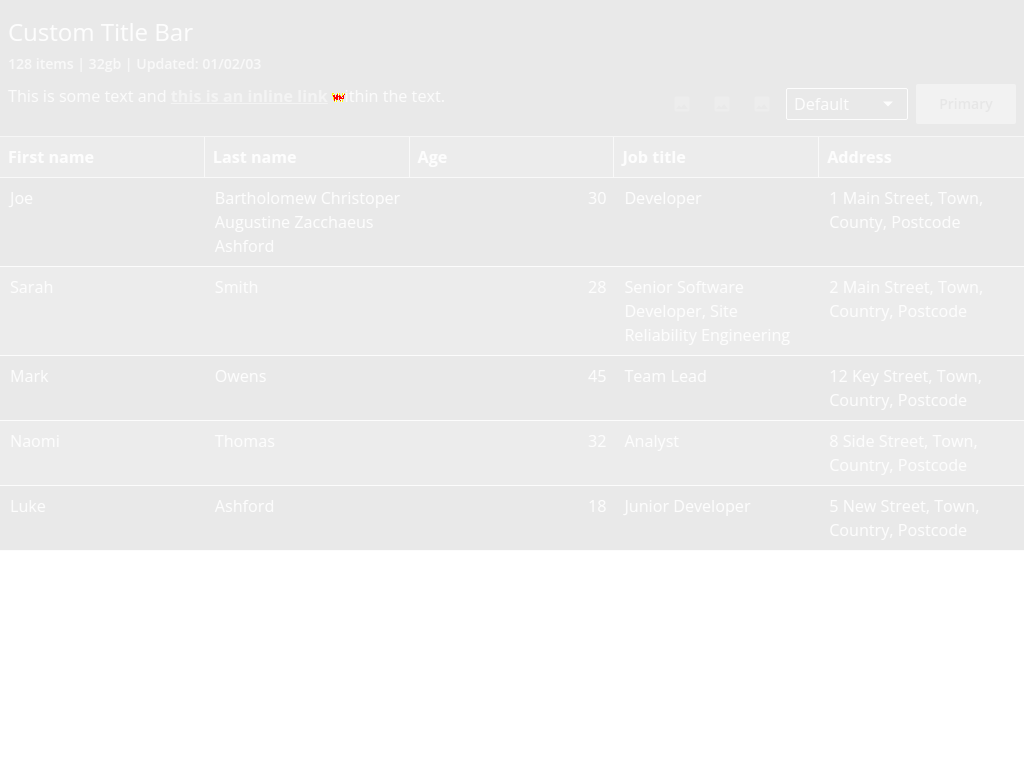 Custom Title Bar
128 items | 32gb | Updated: 01/02/03
This is some text and this is an inline link within the text.
Default
Primary
First name Last name Age Job title Address
Joe Bartholomew Christoper 30 Developer 1 Main Street, Town,
Augustine Zacchaeus County, Postcode
Ashford
Sarah Smith 28 Senior Software 2 Main Street, Town,
Developer, Site Country, Postcode
Reliability Engineering
Mark Owens 45 Team Lead 12 Key Street, Town,
Country, Postcode
Naomi Thomas 32 Analyst 8 Side Street, Town,
Country, Postcode
Luke Ashford 18 Junior Developer 5 New Street, Town,
Country, Postcode